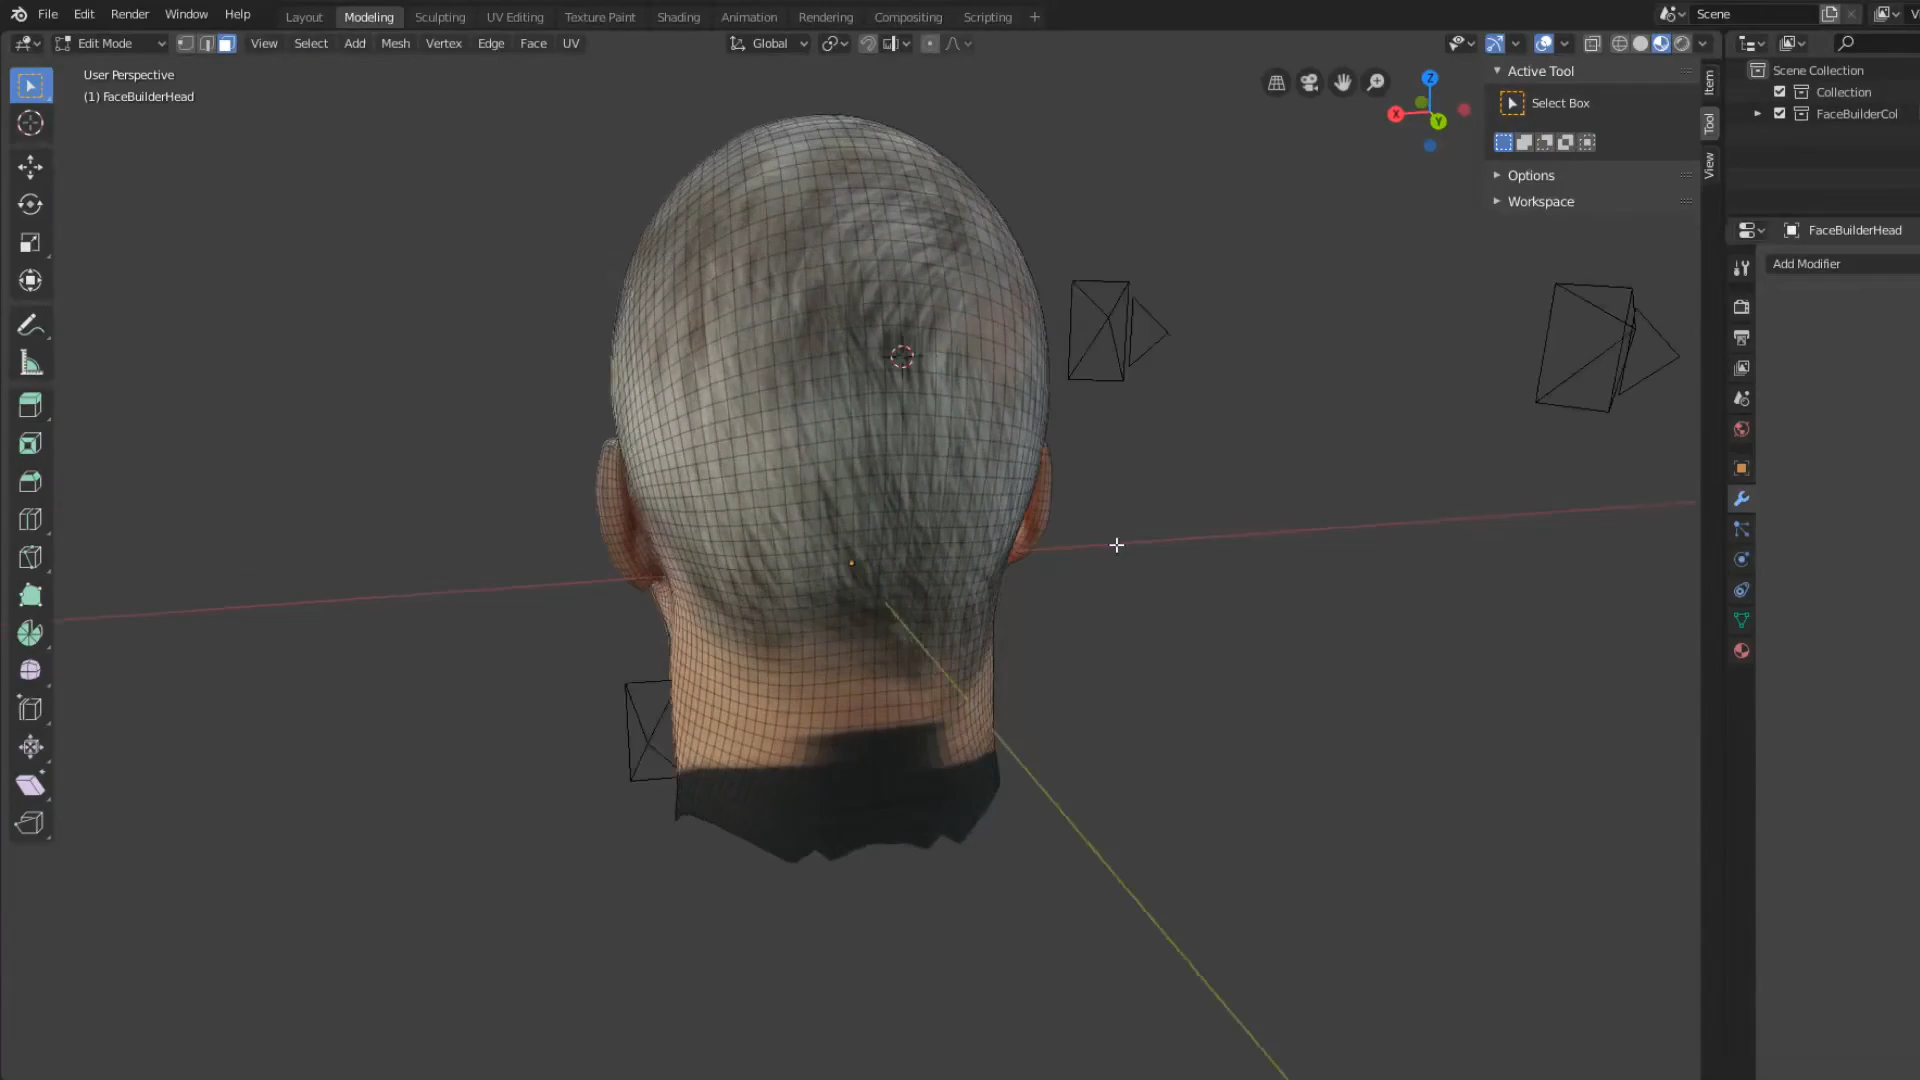 File Edit Render Window Help Layout Modeling Sculpting UV Editing Texture Paint Shading Animation Rendering Compositing Scripting + Scene
Edit Mode View Select Add Mesh Vertex Edge Face UV Global
User Perspective
(1) FaceBuilderHead
Z
X
Y
Active Tool
Select Box
Options
Workspace
Item
Tool
View
Scene Collection
Collection
FaceBuilderCol
FaceBuilderHead
Add Modifier